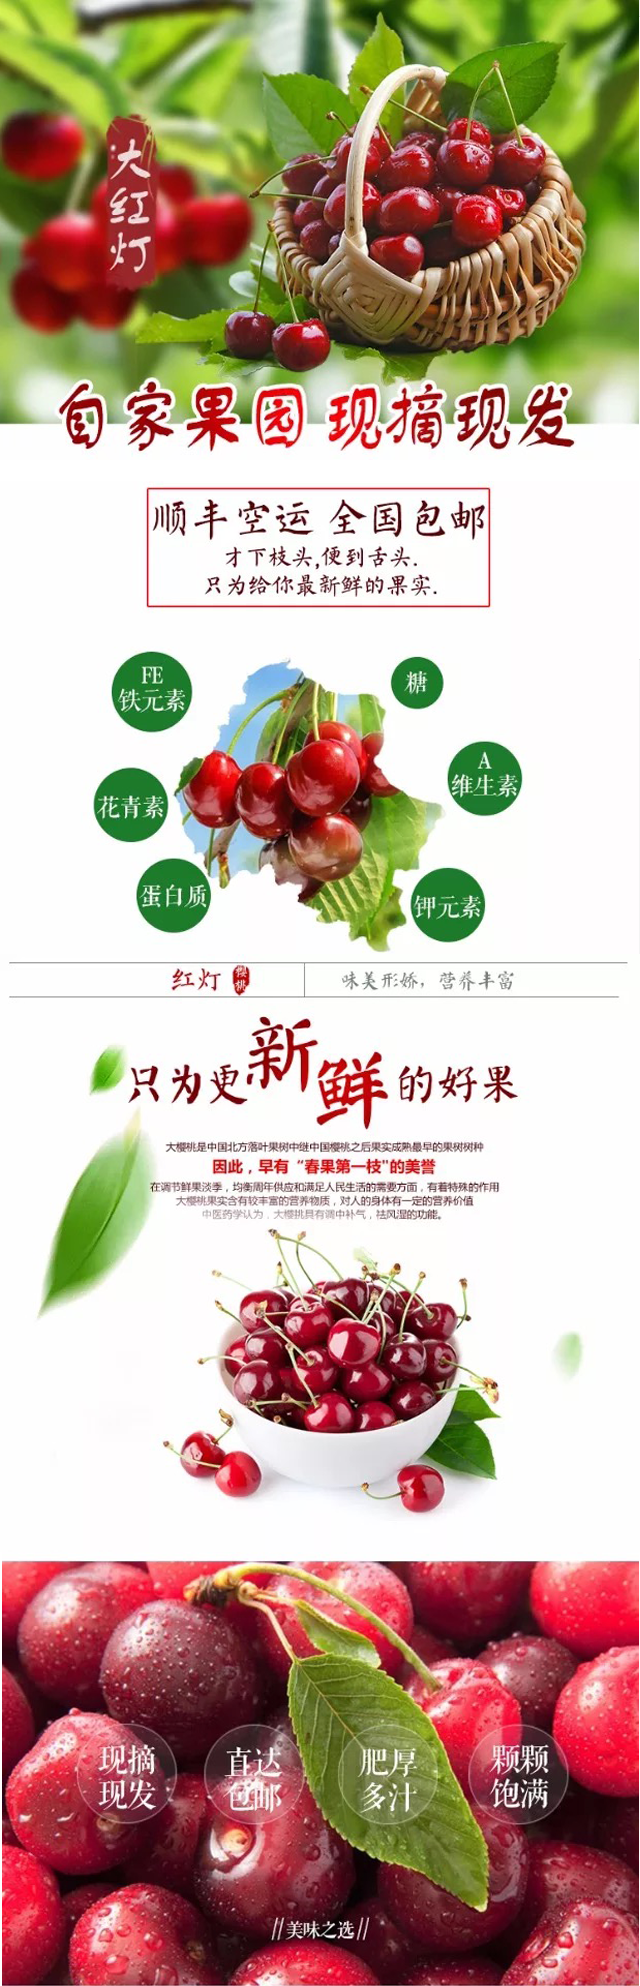 大红灯
自家果园 现摘现发
顺丰空运 全国包邮
才下枝头,便到舌头.
只为给你最新鲜的果实.
FE
铁元素
糖
A
维生素
花青素
蛋白质
钾元素
红灯 樱桃
味美形娇，营养丰富
只为更新鲜的好果
大樱桃是中国北方落叶果树中继中国樱桃之后果实成熟最早的果树树种
因此，早有“春果第一枝"的美誉
在调节鲜果淡季，均衡周年供应和满足人民生活的需要方面，有着特殊的作用
大樱桃果实含有较丰富的营养物质，对人的身体有一定的营养价值
中医药学认为，大樱桃具有调中补气，祛风湿的功能。
现摘
现发
直达
包邮
肥厚
多汁
颗颗
饱满
//美味之选//